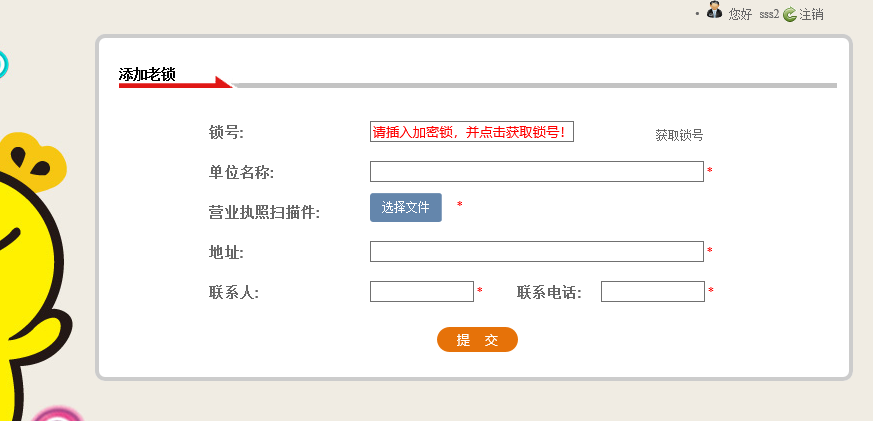 • 您好 sss2 注销
添加老锁
锁号: 请插入加密锁，并点击获取锁号! 获取锁号
单位名称: *
营业执照扫描件: 选择文件 *
地址: *
联系人: * 联系电话: *
提 交